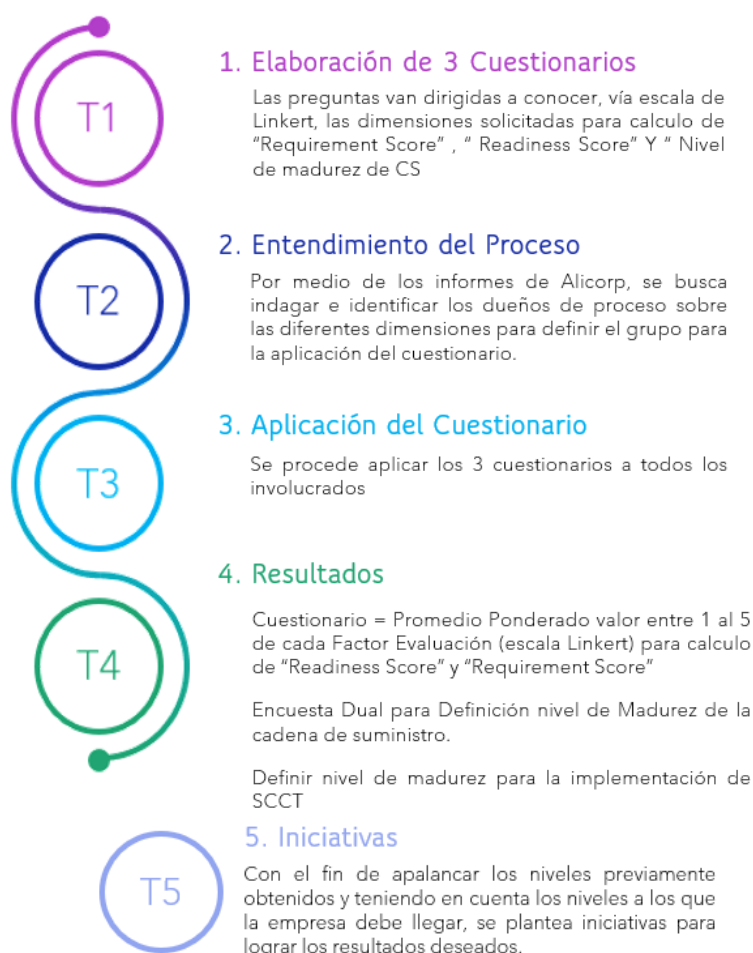 T1
1. Elaboración de 3 Cuestionarios
Las preguntas van dirigidas a conocer, vía escala de
Linkert, las dimensiones solicitadas para calculo de
“Requirement Score” , “ Readiness Score” Y “ Nivel
de madurez de CS
T2
2. Entendimiento del Proceso
Por medio de los informes de Alicorp, se busca
indagar e identificar los dueños de proceso sobre
las diferentes dimensiones para definir el grupo para
la aplicación del cuestionario.
T3
3. Aplicación del Cuestionario
Se procede aplicar los 3 cuestionarios a todos los
involucrados
T4
4. Resultados
Cuestionario = Promedio Ponderado valor entre 1 al 5
de cada Factor Evaluación (escala Linkert) para calculo
de “Readiness Score” y “Requirement Score”
Encuesta Dual para Definición nivel de Madurez de la
cadena de suministro.
Definir nivel de madurez para la implementación de
SCCT
T5
5. Iniciativas
Con el fin de apalancar los niveles previamente
obtenidos y teniendo en cuenta los niveles a los que
la empresa debe llegar, se plantea iniciativas para
lograr los resultados deseados.